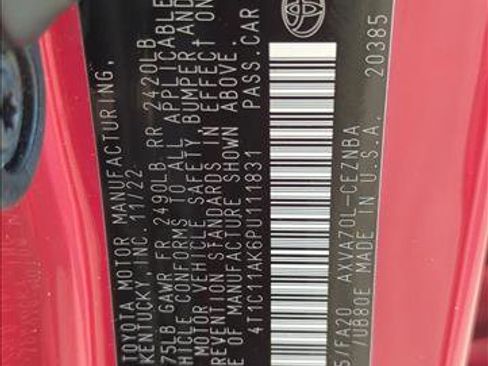 TOYOTA MOTOR MANUFACTURING,
KENTUCKY, INC. 11/22
75LB GAWR FR 2490LB RR 2420LB
HICLE CONFORMS TO ALL APPLICABLE
MOTOR VEHICLE SAFETY, BUMPER, AND
REVENTION STANDARDS IN EFFECT ON
E OF MANUFACTURE SHOWN ABOVE.
4T1C11AK6PU111831 PASS.CAR
5/FA20 AXVA70L-CEZNBA
/UB80E MADE IN U.S.A. 20385